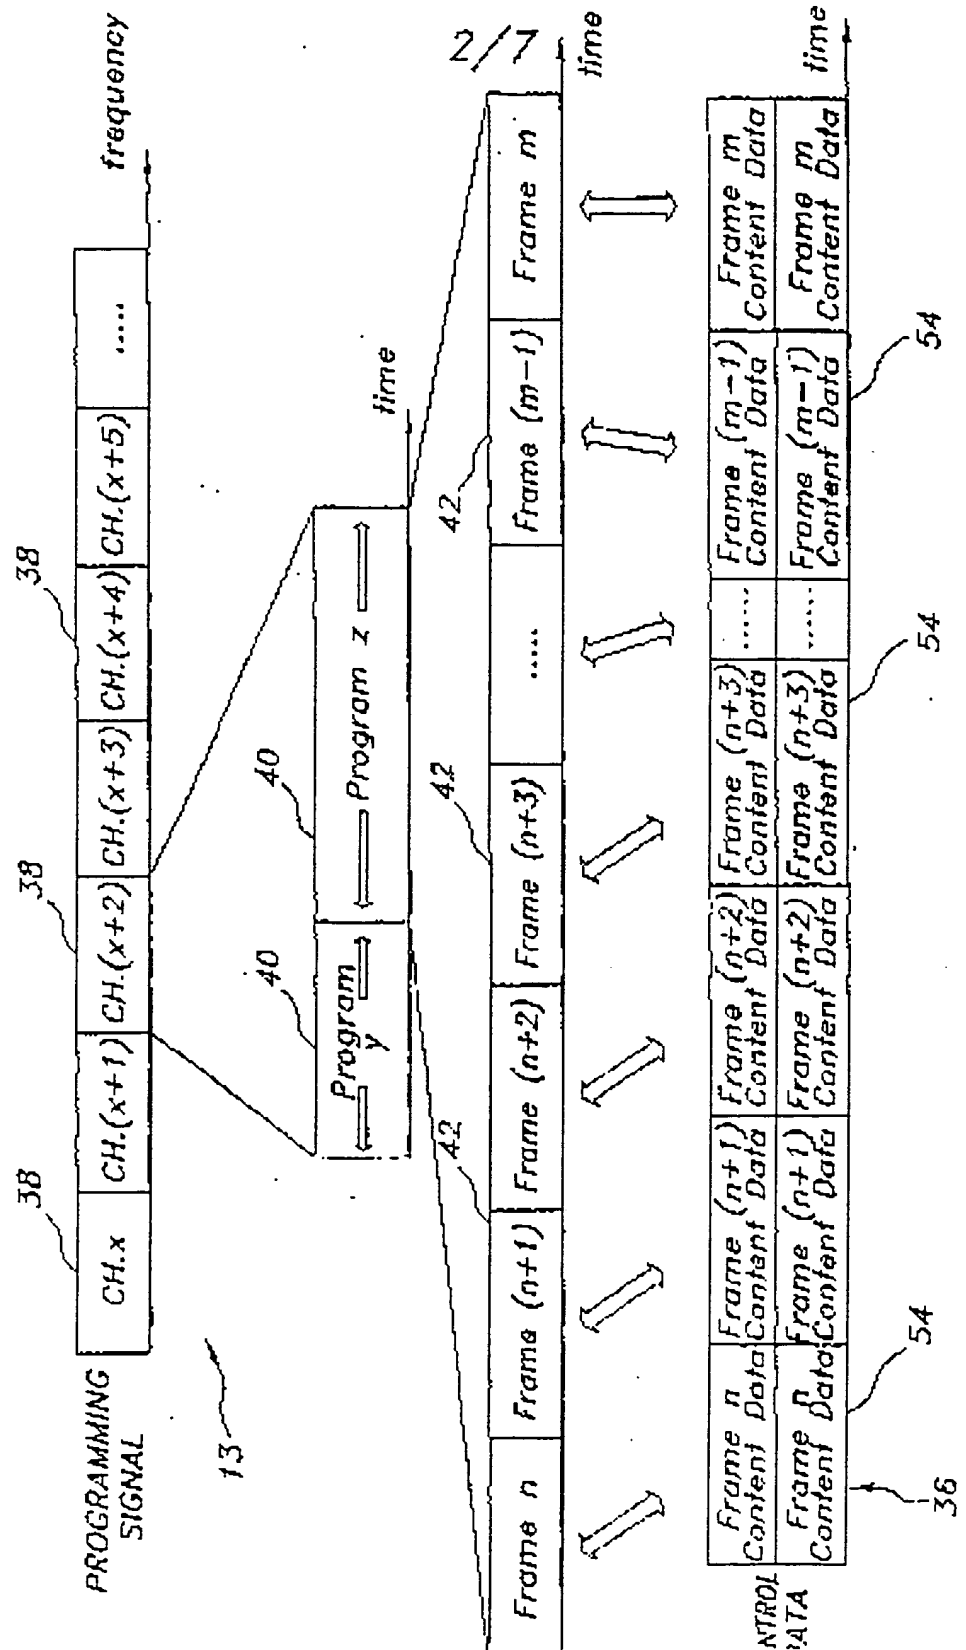 2/7
PROGRAMMING
SIGNAL
frequency
38
38
38
CH.x
CH.(x+1)
CH.(x+2)
CH.(x+3)
CH.(x+4)
CH.(x+5)
.....
13
40
40
time
Program
y
Program z
42
42
42
time
Frame n
Frame (n+1)
Frame (n+2)
Frame (n+3)
.....
Frame (m-1)
Frame m
NTROL
DATA
time
Frame n
Content Data
Frame (n+1)
Content Data
Frame (n+2)
Content Data
Frame (n+3)
Content Data
......
Frame (m-1)
Content Data
Frame m
Content Data
Frame n
Content Data
Frame (n+1)
Content Data
Frame (n+2)
Content Data
Frame (n+3)
Content Data
......
Frame (m-1)
Content Data
Frame m
Content Data
36
54
54
54